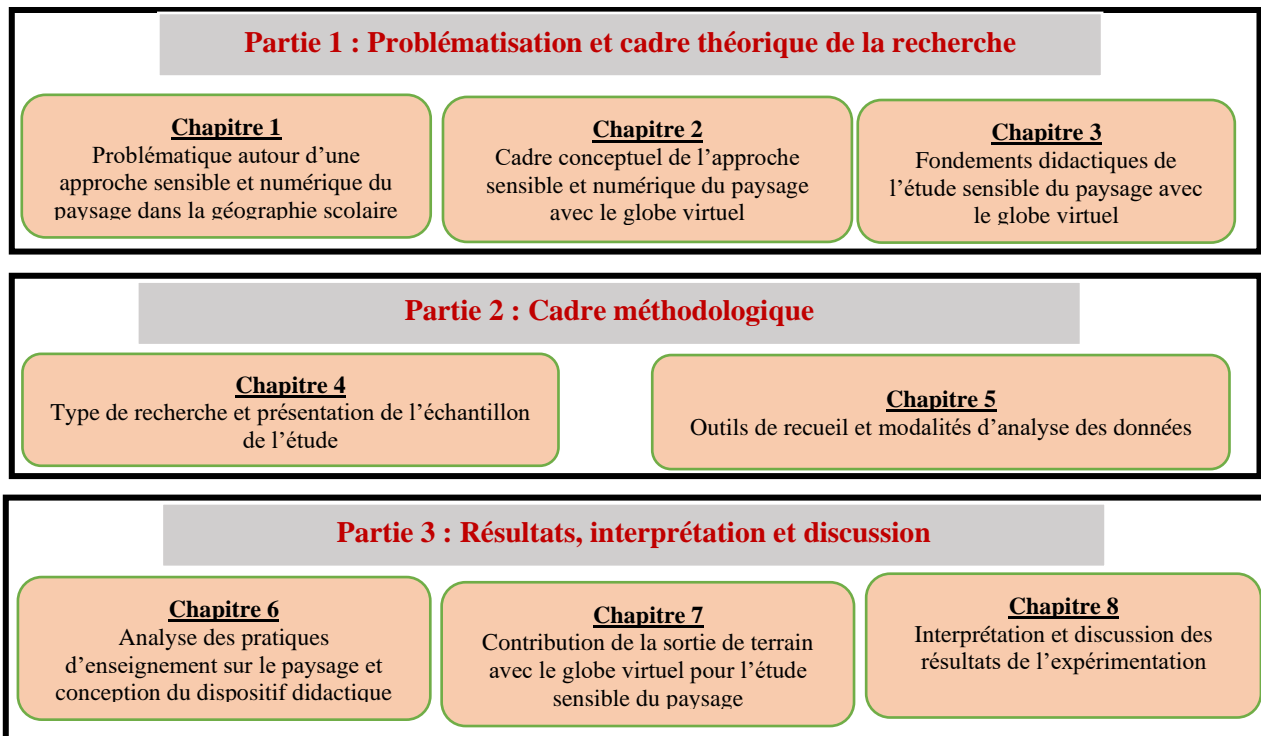 Partie 1 : Problématisation et cadre théorique de la recherche
Chapitre 1
Problématique autour d’une
approche sensible et numérique du
paysage dans la géographie scolaire
Chapitre 2
Cadre conceptuel de l’approche
sensible et numérique du paysage
avec le globe virtuel
Chapitre 3
Fondements didactiques de
l’étude sensible du paysage avec
le globe virtuel
Partie 2 : Cadre méthodologique
Chapitre 4
Type de recherche et présentation de l’échantillon
de l’étude
Chapitre 5
Outils de recueil et modalités d’analyse des données
Partie 3 : Résultats, interprétation et discussion
Chapitre 6
Analyse des pratiques
d’enseignement sur le paysage et
conception du dispositif didactique
Chapitre 7
Contribution de la sortie de terrain
avec le globe virtuel pour l’étude
sensible du paysage
Chapitre 8
Interprétation et discussion des
résultats de l’expérimentation